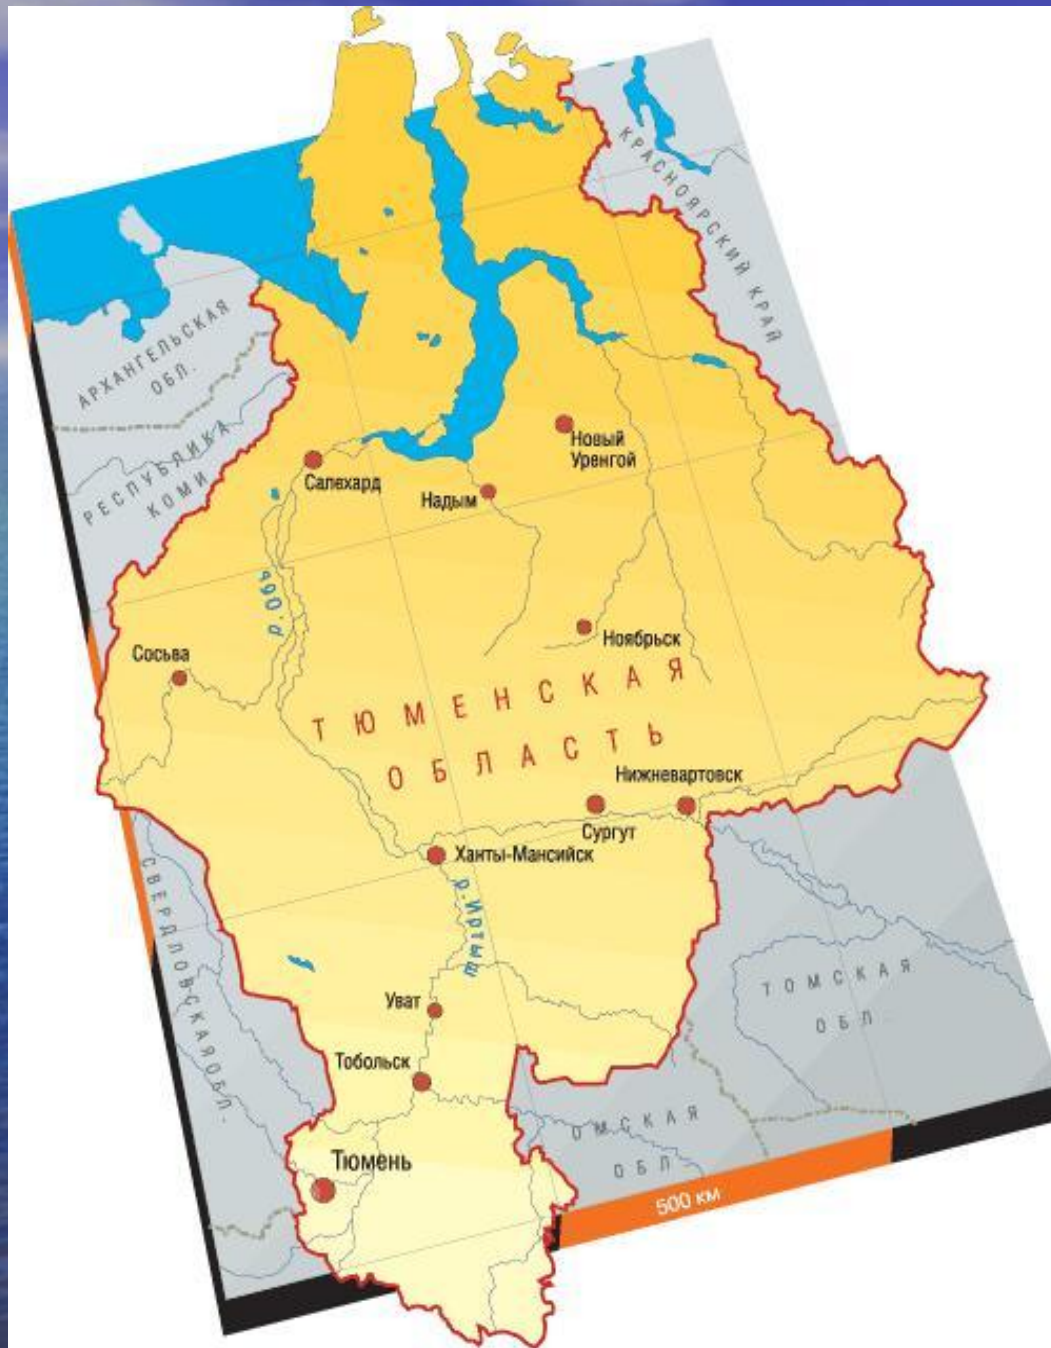 КРАСНОЯРСКИЙ КРАЙ
АРХАНГЕЛЬСКАЯ
ОБЛ.
РЕСПУБЛИКА
КОМИ
Новый
Уренгой
Салехард
Надым
р.Обь
Ноябрьск
Сосьва
ТЮМЕНСКАЯ
ОБЛАСТЬ
Нижневартовск
Сургут
Ханты-Мансийск
р.Иртыш
СВЕРДЛОВСКАЯ ОБЛ.
ТОМСКАЯ
ОБЛ.
Уват
Тобольск
ОМСКАЯ
ОБЛ
Тюмень
500 км